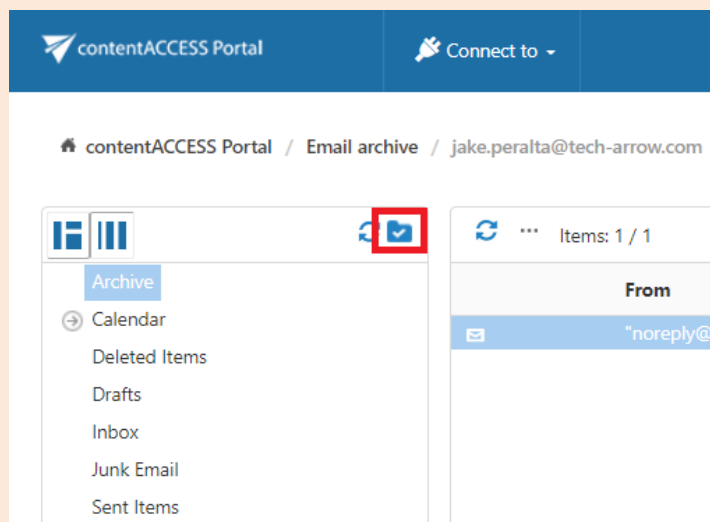 contentACCESS Portal
Connect to
contentACCESS Portal / Email archive / jake.peralta@tech-arrow.com
Items: 1 / 1
Archive
From
Calendar
"noreply@
Deleted Items
Drafts
Inbox
Junk Email
Sent Items